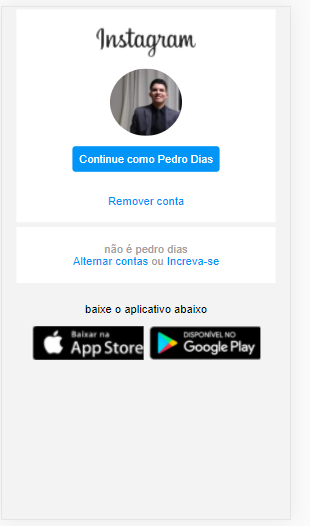 Instagram
Continue como Pedro Dias
Remover conta
não é pedro dias
Alternar contas ou Increva-se
baixe o aplicativo abaixo
Baixar na
App Store
DISPONÍVEL NO
Google Play